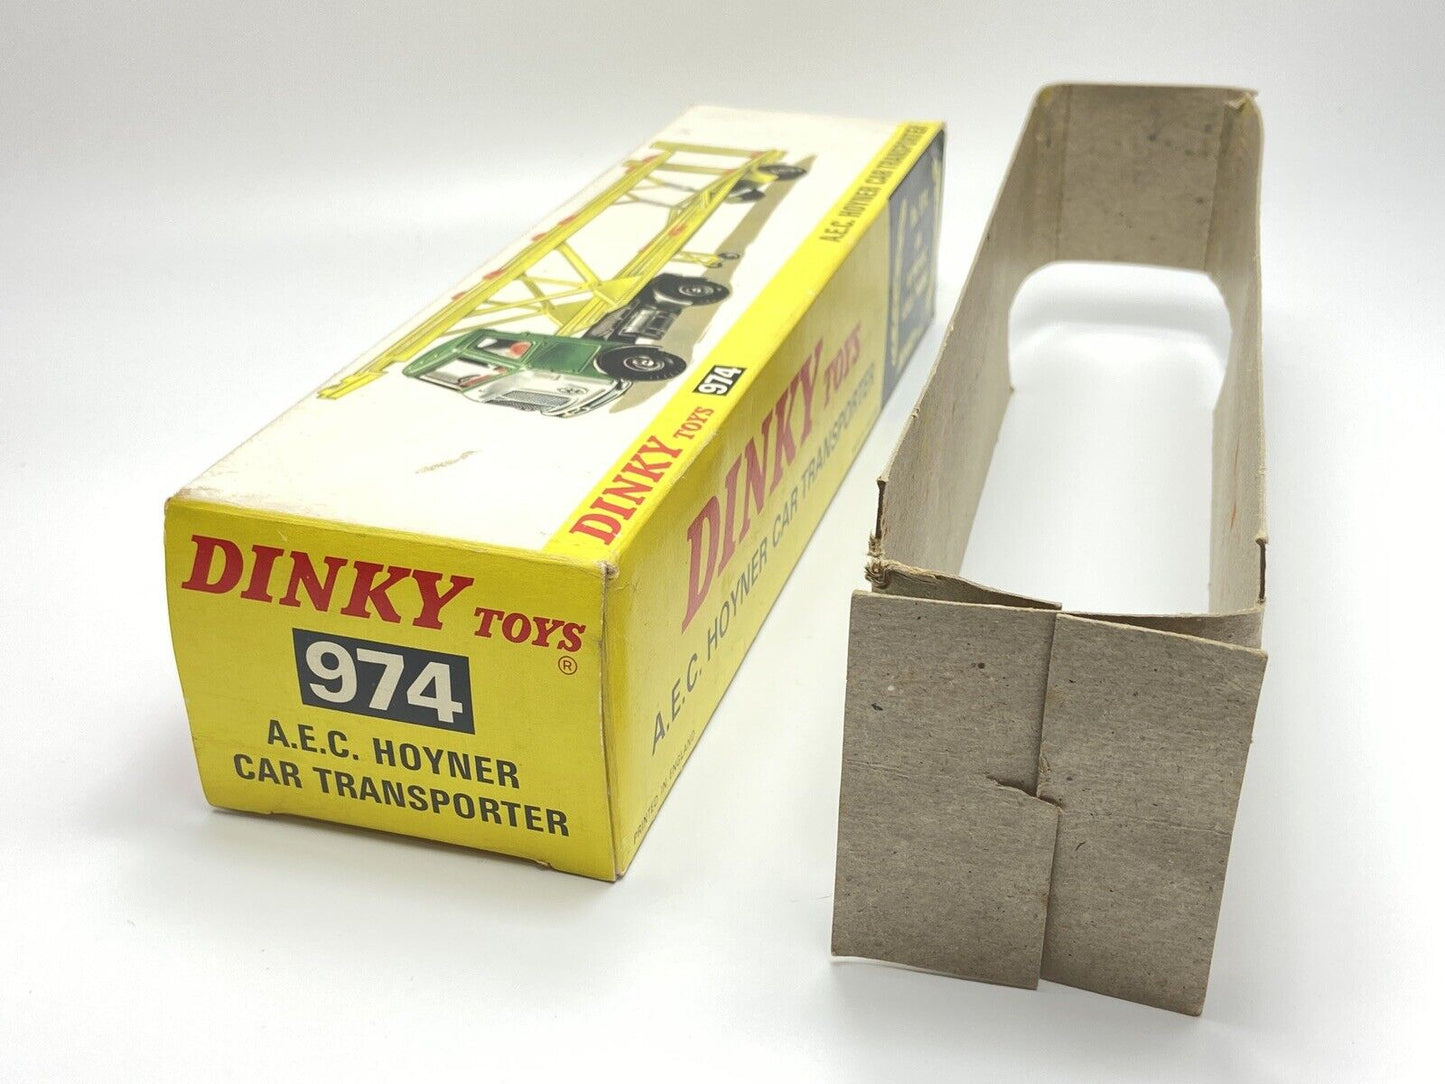 DINKY TOYS
®
974
A.E.C. HOYNER
CAR TRANSPORTER
DINKY TOYS 974
A.E.C. HOYNER CAR TRANSPORTER
DINKY TOYS
A.E.C. HOYNER CAR TRANSPORTER
PRINTED IN ENGLAND